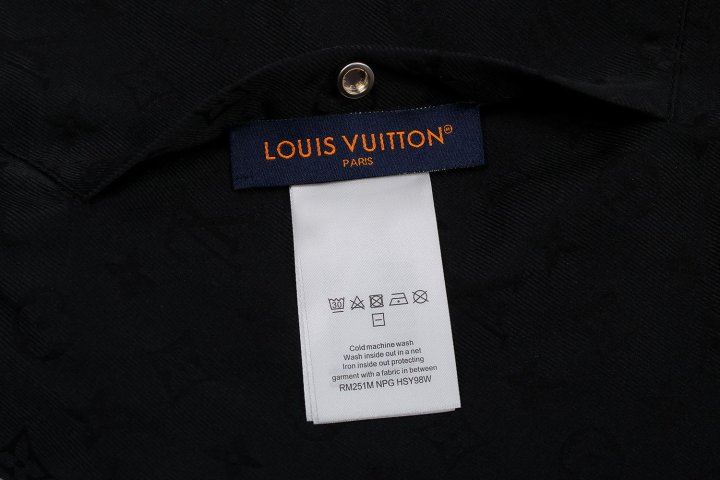 LOUIS VUITTON®
PARIS
30
Cold machine wash
Wash inside out in a net
Iron inside out protecting
garment with a fabric in between
RM251M NPG HSY98W